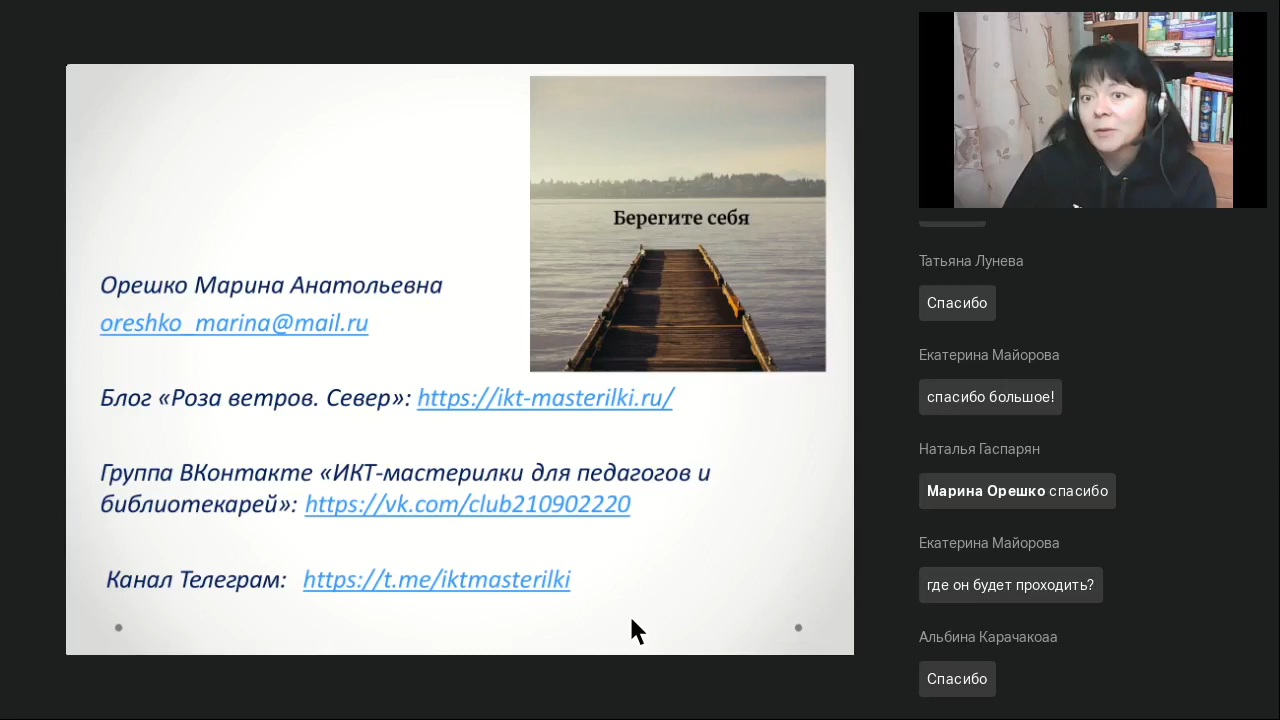 Берегите себя
Орешко Марина Анатольевна
oreshko_marina@mail.ru
Блог «Роза ветров. Север»: https://ikt-masterilki.ru/
Группа ВКонтакте «ИКТ-мастерилки для педагогов и
библиотекарей»: https://vk.com/club210902220
Канал Телеграм: https://t.me/iktmasterilki
Татьяна Лунева
Спасибо
Екатерина Майорова
спасибо большое!
Наталья Гаспарян
Марина Орешко спасибо
Екатерина Майорова
где он будет проходить?
Альбина Карачакоаа
Спасибо